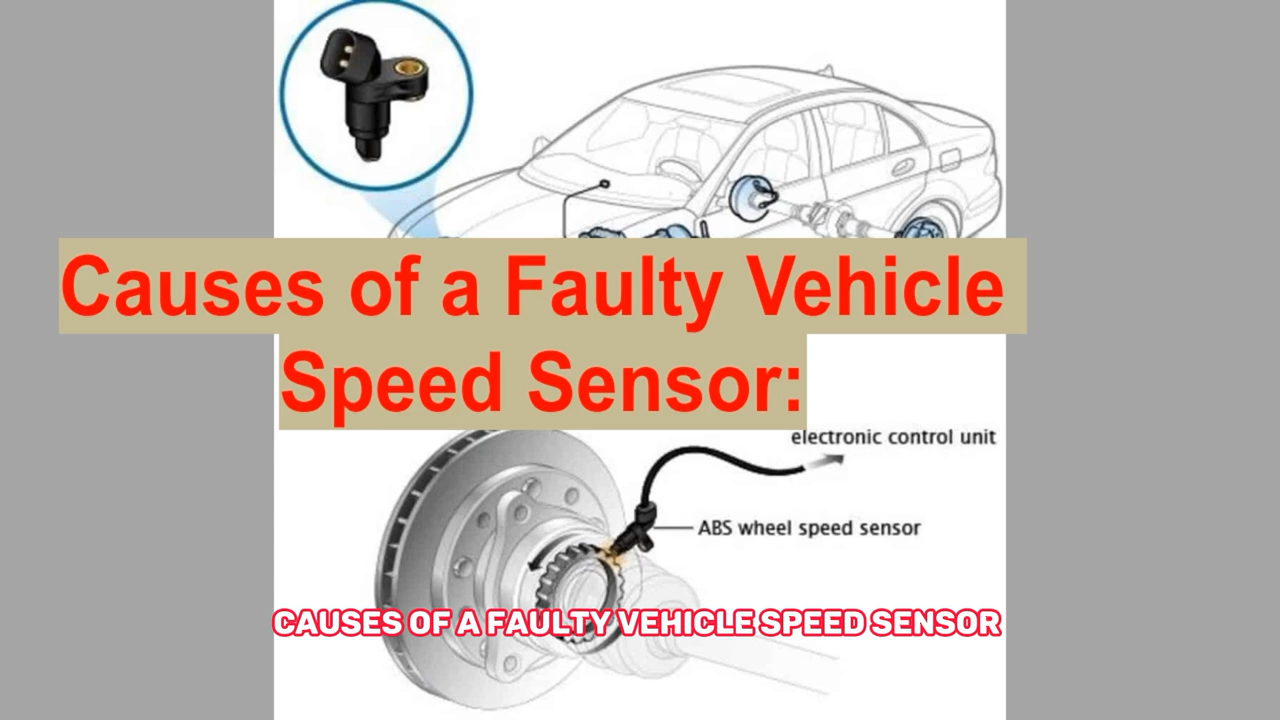 Causes of a Faulty Vehicle
Speed Sensor:
electronic control unit
ABS wheel speed sensor
CAUSES OF A FAULTY VEHICLE SPEED SENSOR